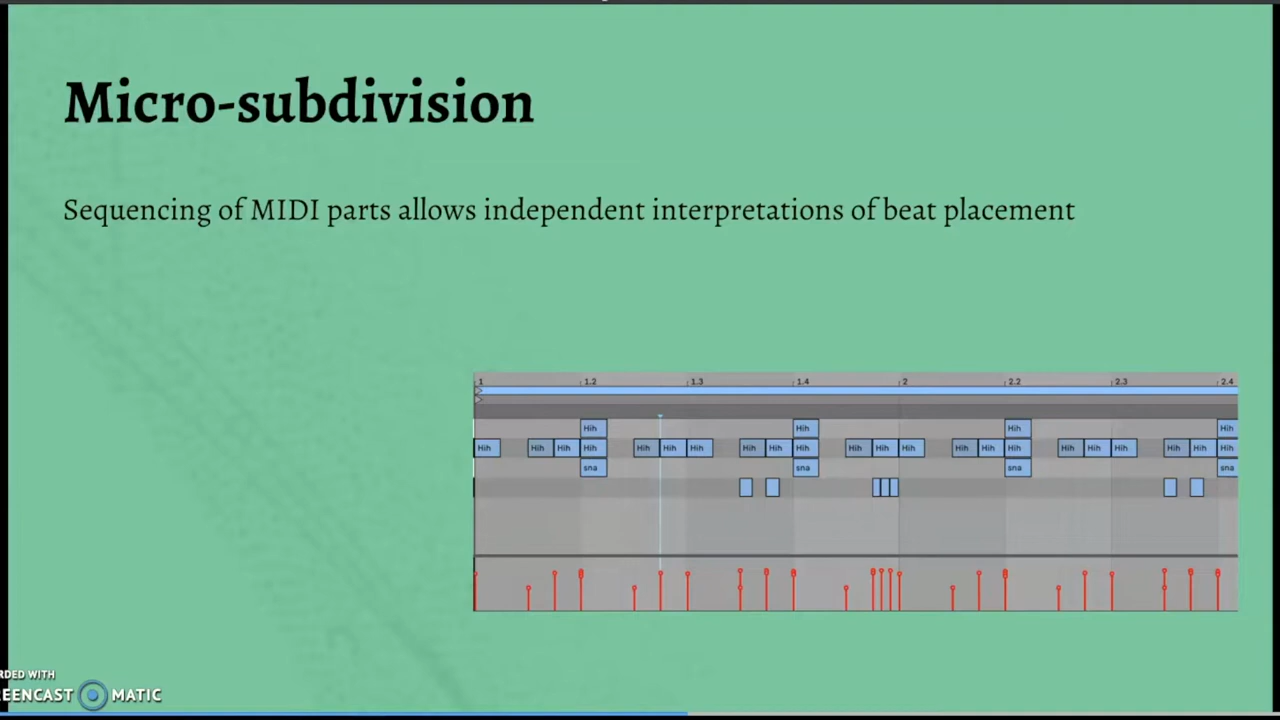 Micro-subdivision
Sequencing of MIDI parts allows independent interpretations of beat placement
1 1.2 1.3 1.4 2 2.2 2.3 2.4
Hih Hih Hih Hih
Hih Hih Hih Hih Hih Hih Hih Hih Hih Hih Hih Hih Hih Hih Hih Hih Hih Hih Hih Hih Hih Hih
sna sna sna sna
RDED WITH
REENCAST MATIC